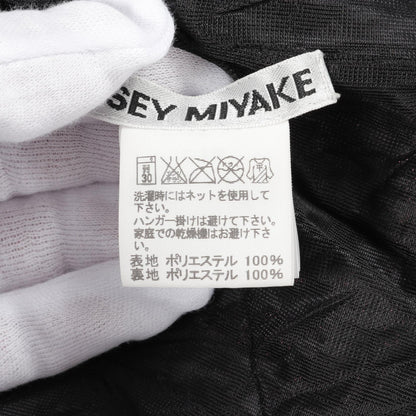 SEY MIYAKE
30
洗濯時にはネットを使用して
下さい。
ハンガー掛けは避けて下さい。
家庭での乾燥機はお避け下さ
い。
表地 ポリエステル 100%
裏地 ポリエステル 100%